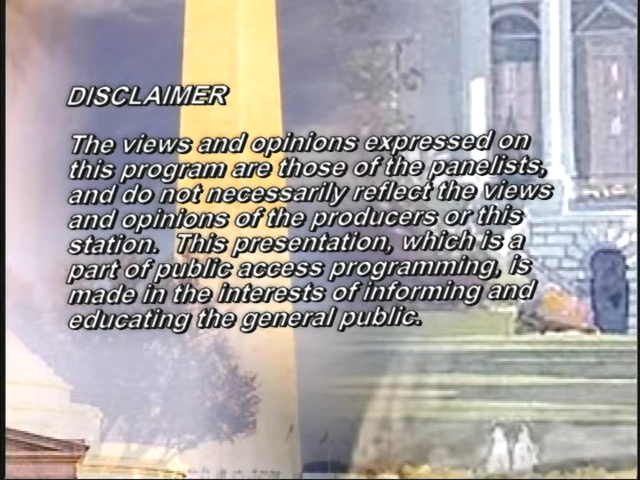 DISCLAIMER
The views and opinions expressed on
this program are those of the panelists,
and do not necessarily reflect the views
and opinions of the producers or this
station. This presentation, which is a
part of public access programming, is
made in the interests of informing and
educating the general public.